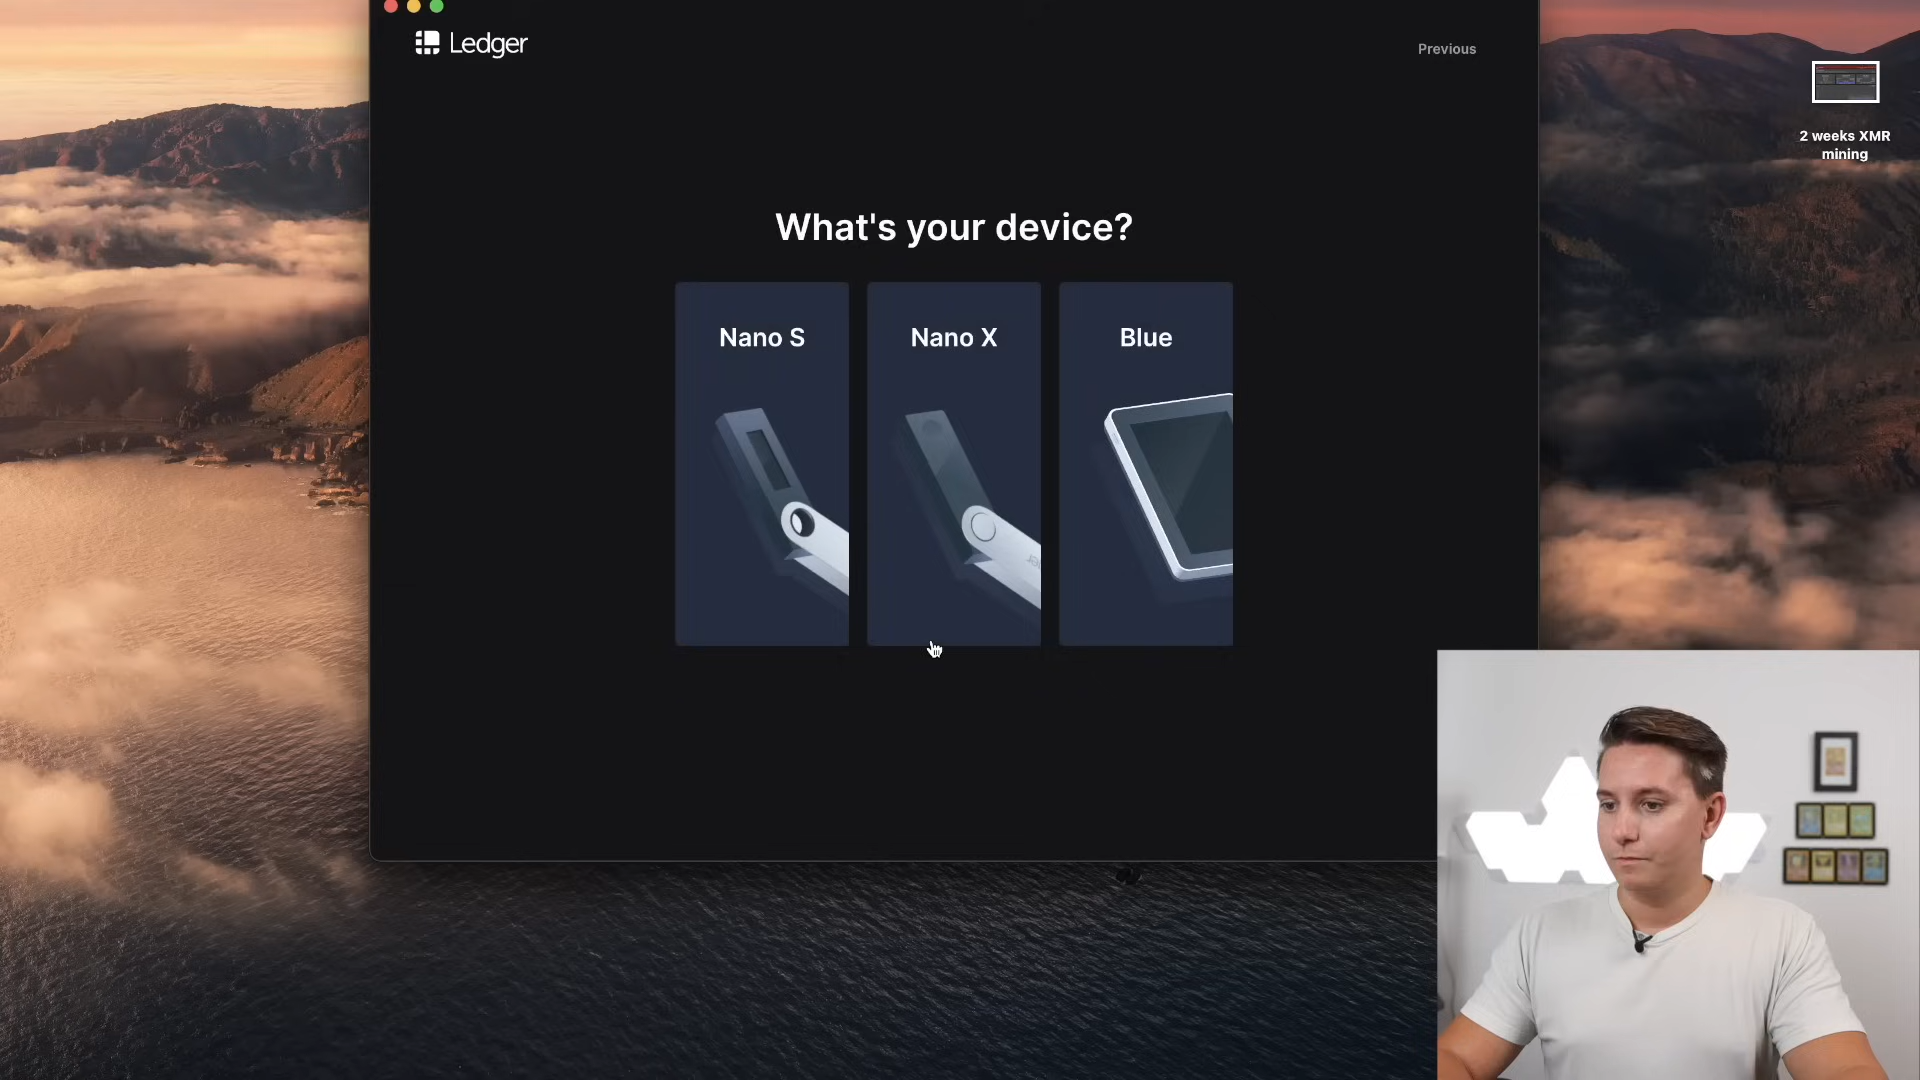 Ledger
Previous
2 weeks XMR
mining
What's your device?
Nano S
Nano X
Blue